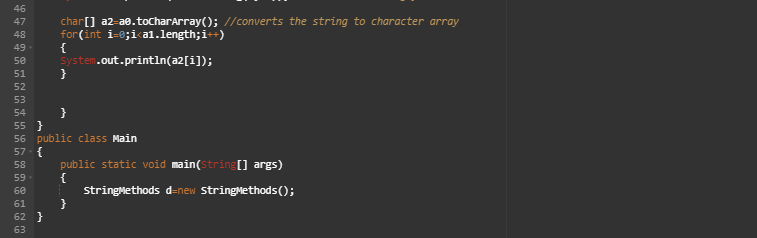 46
47 char[] a2=a0.toCharArray(); //converts the string to character array
48 for(int i=0;i<a1.length;i++)
49 {
50 System.out.println(a2[i]);
51 }
52
53
54 }
55 }
56 public class Main
57 {
58 public static void main(String[] args)
59 {
60 StringMethods d=new StringMethods();
61 }
62 }
63